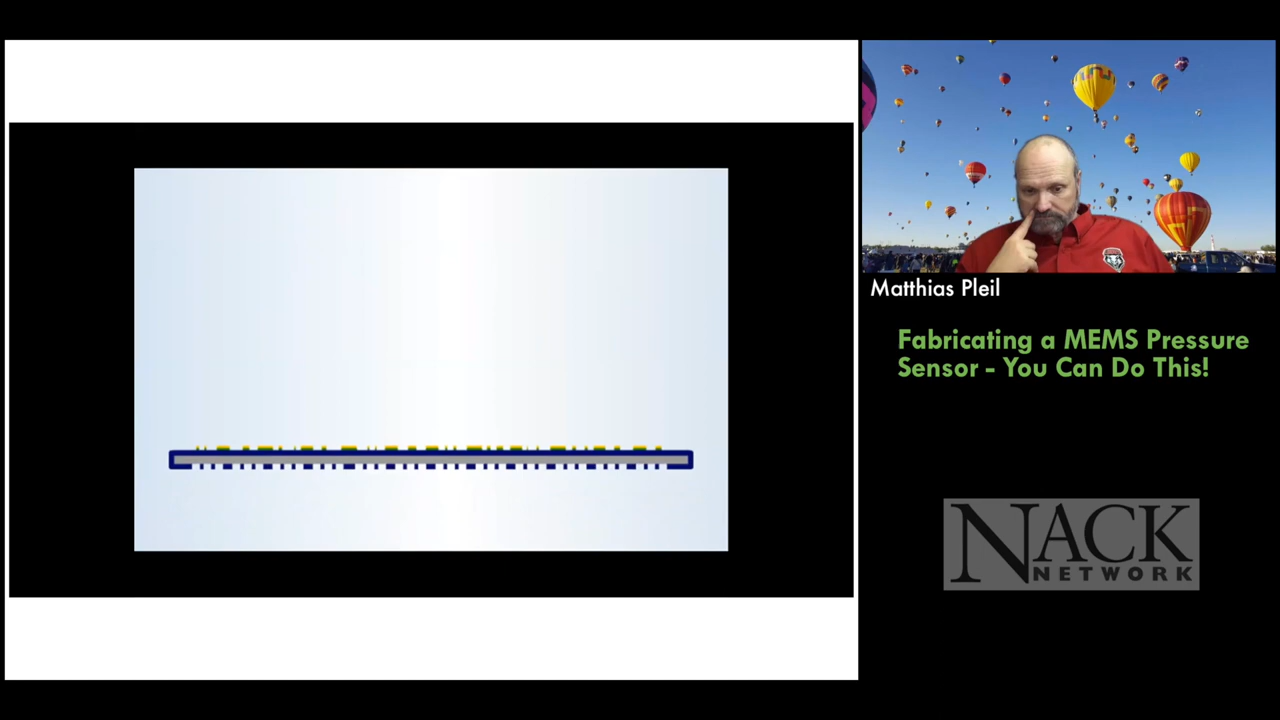 Matthias Pleil
Fabricating a MEMS Pressure
Sensor - You Can Do This!
NACK
NETWORK